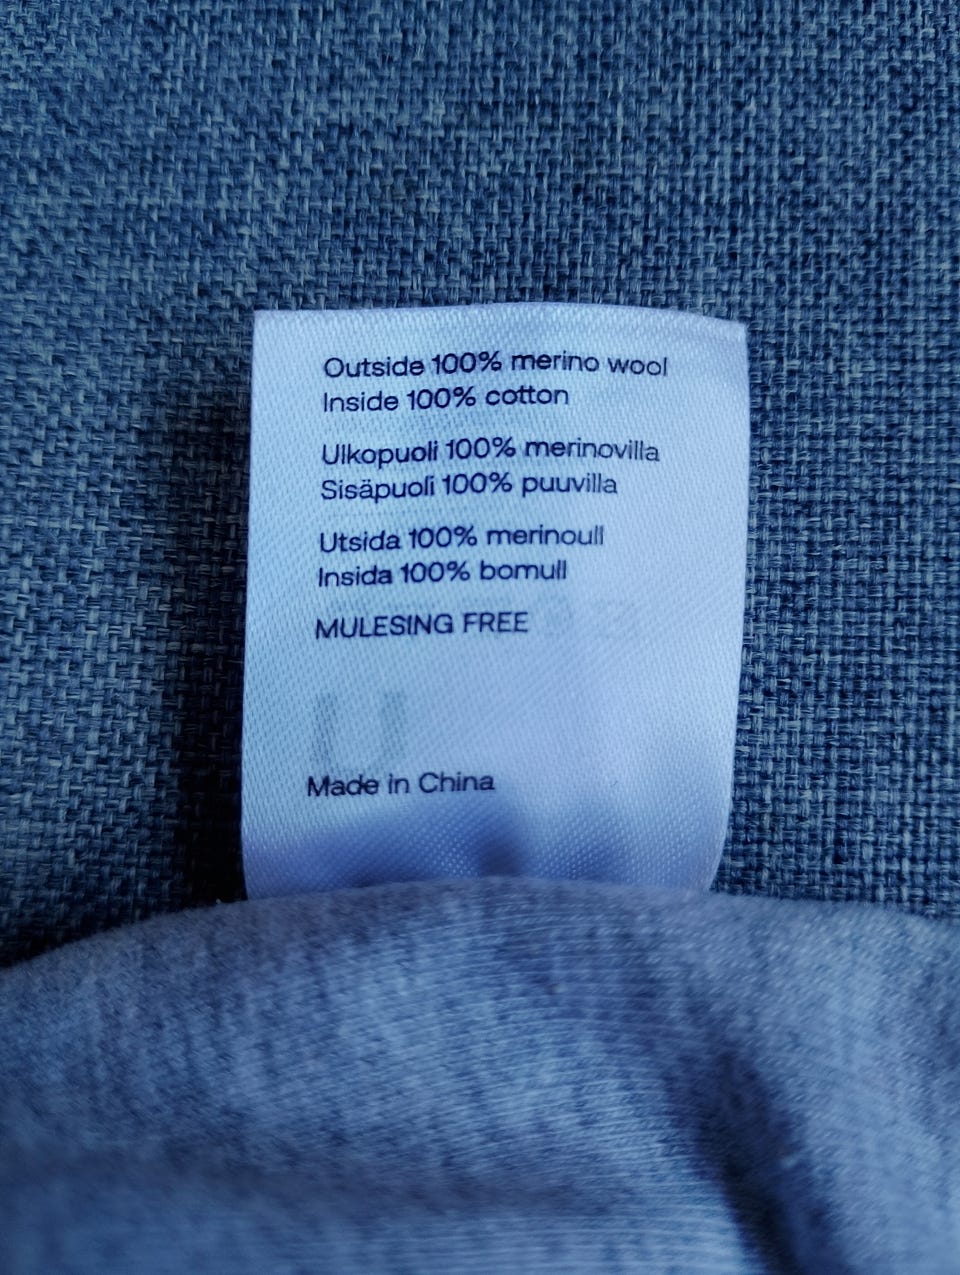 Outside 100% merino wool
Inside 100% cotton
Ulkopuoli 100% merinovilla
Sisäpuoli 100% puuvilla
Utsida 100% merinoull
Insida 100% bomull
MULESING FREE
Made in China